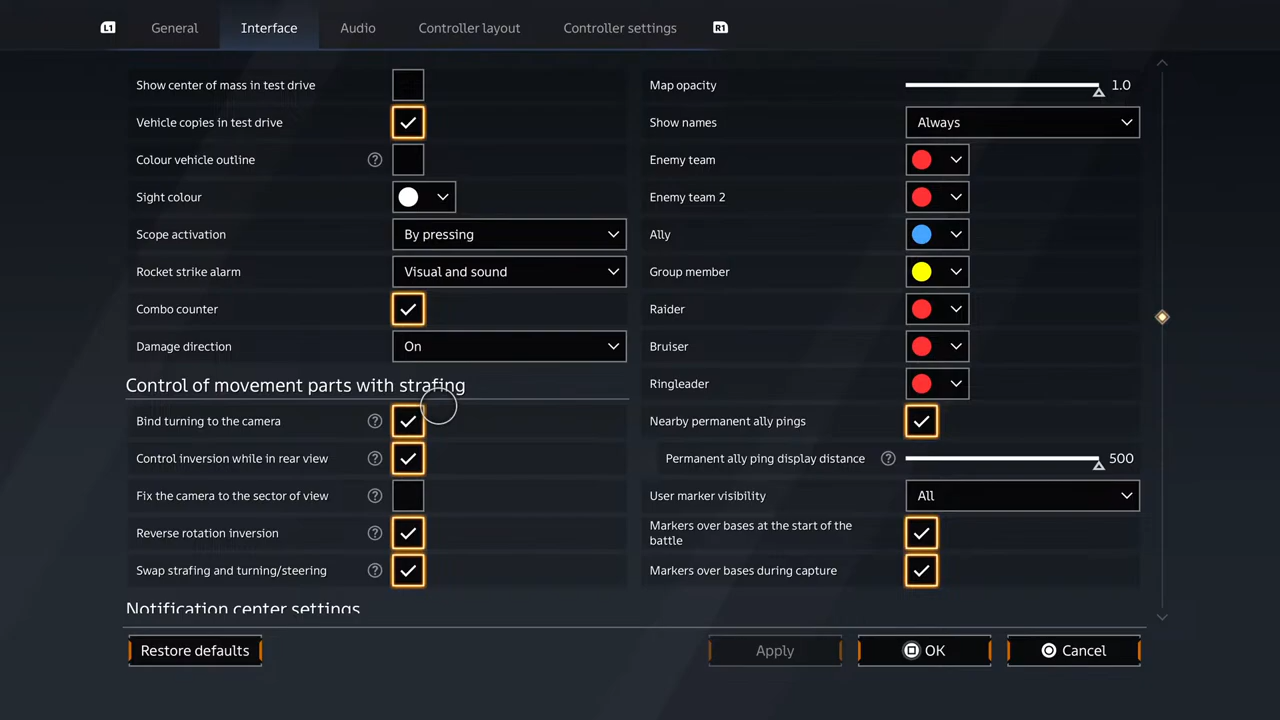 L1 General Interface Audio Controller layout Controller settings R1
Show center of mass in test drive
Vehicle copies in test drive
Colour vehicle outline ?
Sight colour
Scope activation By pressing
Rocket strike alarm Visual and sound
Combo counter
Damage direction On
Control of movement parts with strafing
Bind turning to the camera ?
Control inversion while in rear view ?
Fix the camera to the sector of view ?
Reverse rotation inversion ?
Swap strafing and turning/steering ?
Notification center settings
Map opacity 1.0
Show names Always
Enemy team
Enemy team 2
Ally
Group member
Raider
Bruiser
Ringleader
Nearby permanent ally pings
Permanent ally ping display distance ? 500
User marker visibility All
Markers over bases at the start of the
battle
Markers over bases during capture
Restore defaults Apply OK Cancel